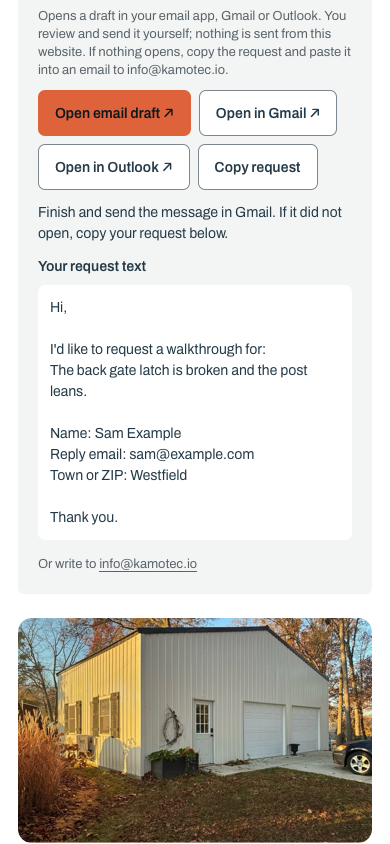 Opens a draft in your email app, Gmail or Outlook. You
review and send it yourself; nothing is sent from this
website. If nothing opens, copy the request and paste it
into an email to info@kamotec.io.
Open email draft ↗
Open in Gmail ↗
Open in Outlook ↗
Copy request
Finish and send the message in Gmail. If it did not
open, copy your request below.
Your request text
Hi,
I'd like to request a walkthrough for:
The back gate latch is broken and the post
leans.
Name: Sam Example
Reply email: sam@example.com
Town or ZIP: Westfield
Thank you.
Or write to info@kamotec.io